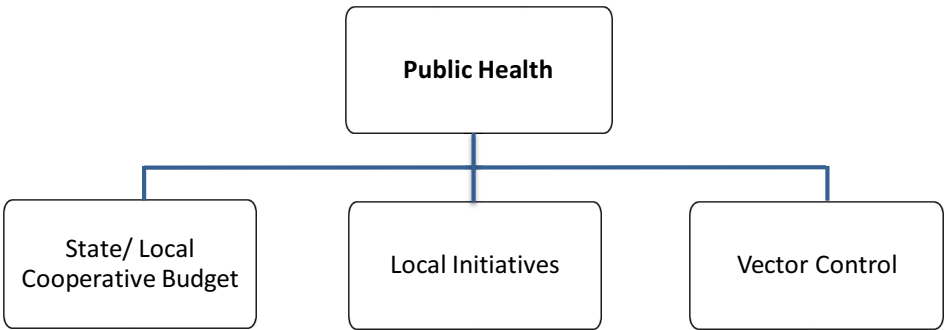 Public Health
State/ Local
Cooperative Budget
Local Initiatives
Vector Control